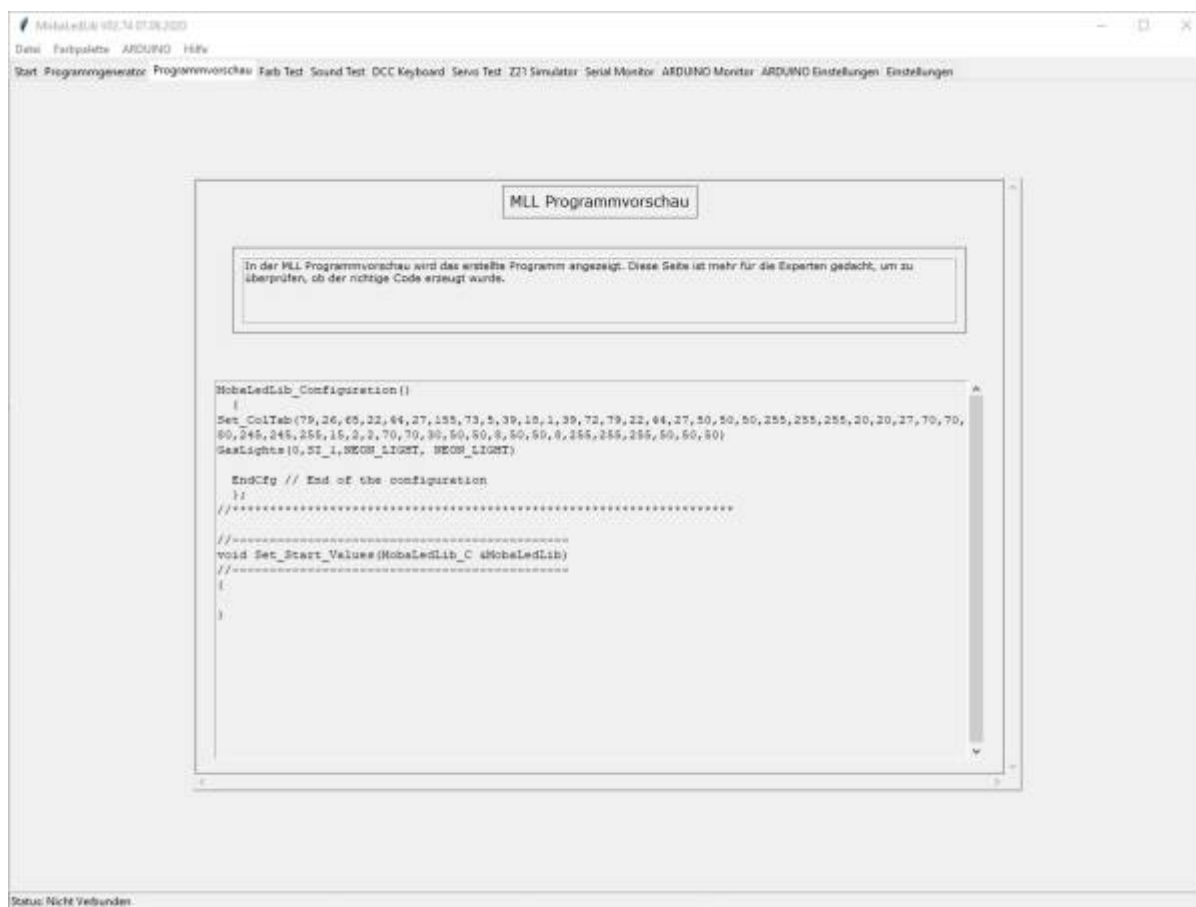 MobaLedLib V02.74 07.06.2020
Datei Farbpalette ARDUINO Hilfe
Start Programmgenerator Programmvorschau Farb Test Sound Test DCC Keyboard Servo Test Z21 Simulator Serial Monitor ARDUINO Monitor ARDUINO Einstellungen Einstellungen
MLL Programmvorschau
In der MLL Programmvorschau wird das erstellte Programm angezeigt. Diese Seite ist mehr für die Experten gedacht, um zu
überprüfen, ob der richtige Code erzeugt wurde.
MobaLedLib_Configuration()
{
Set_ColTab(79,26,65,22,44,27,155,73,5,39,18,1,39,72,79,22,44,27,50,50,50,255,255,255,20,20,27,70,70,
80,245,245,255,15,2,2,70,70,30,50,50,8,50,50,8,255,255,255,50,50,50)
GasLights(0,SI_1,NEON_LIGHT, NEON_LIGHT)
EndCfg // End of the configuration
};
//*******************************************************************
//=============================================
void Set_Start_Values(MobaLedLib_C &MobaLedLib)
//=============================================
{
}
Status: Nicht Verbunden